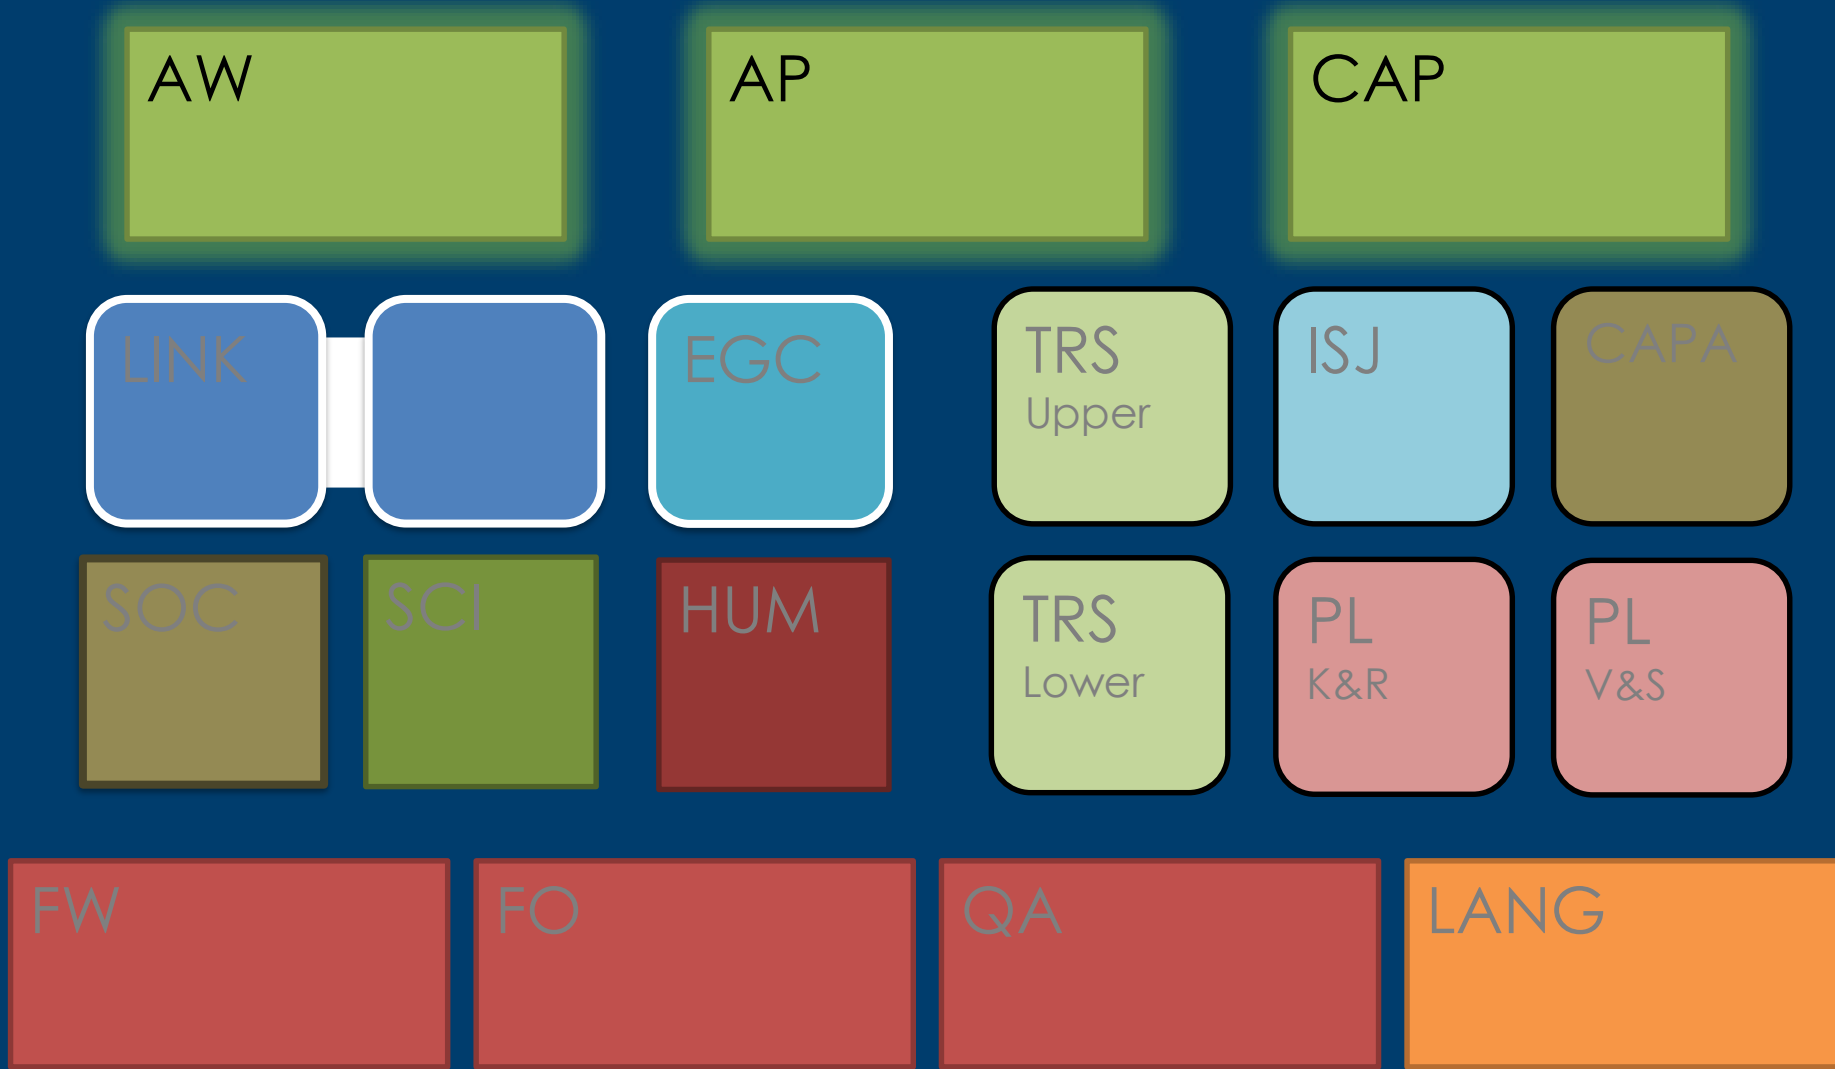 AW
AP
CAP
LINK
EGC
TRS
Upper
ISJ
CAPA
SOC
SCI
HUM
TRS
Lower
PL
K&R
PL
V&S
FW
FO
QA
LANG